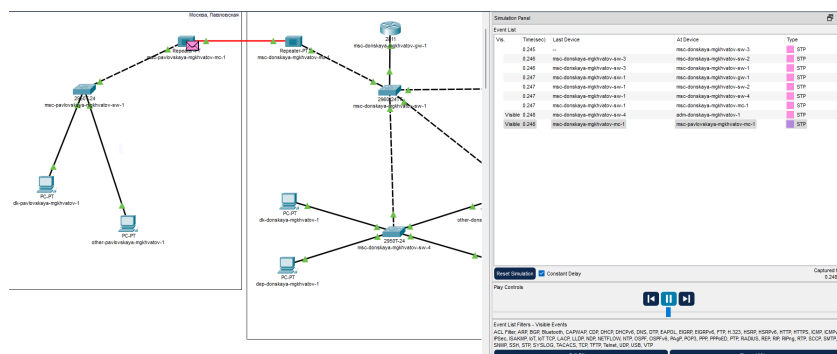 Москва, Павловская
Repeater-PT
msc-pavlovskaya-mgkhvatov-mc-1
Repeater-PT
2811
msc-donskaya-mgkhvatov-gw-1
msc-pavlovskaya-mgkhvatov-sw-1
msc-donskaya-mgkhvatov-sw-1
PC-PT
dk-pavlovskaya-mgkhvatov-1
PC-PT
other-pavlovskaya-mgkhvatov-1
PC-PT
dk-donskaya-mgkhvatov-1
other-dons
2950T-24
msc-donskaya-mgkhvatov-sw-4
PC-PT
dep-donskaya-mgkhvatov-1
Simulation Panel
Event List
Vis. Time(sec) Last Device At Device Type
0.245 -- msc-donskaya-mgkhvatov-sw-3 STP
0.246 msc-donskaya-mgkhvatov-sw-3 msc-donskaya-mgkhvatov-sw-2 STP
0.246 msc-donskaya-mgkhvatov-sw-3 msc-donskaya-mgkhvatov-sw-1 STP
0.247 msc-donskaya-mgkhvatov-sw-1 msc-donskaya-mgkhvatov-gw-1 STP
0.247 msc-donskaya-mgkhvatov-sw-1 msc-donskaya-mgkhvatov-sw-2 STP
0.247 msc-donskaya-mgkhvatov-sw-1 msc-donskaya-mgkhvatov-sw-4 STP
0.247 msc-donskaya-mgkhvatov-sw-1 msc-donskaya-mgkhvatov-mc-1 STP
Visible 0.248 msc-donskaya-mgkhvatov-sw-4 adm-donskaya-mgkhvatov-1 STP
Visible 0.248 msc-donskaya-mgkhvatov-mc-1 msc-pavlovskaya-mgkhvatov-mc-1 STP
Reset Simulation Constant Delay
Captured t
0.248
Play Controls
Event List Filters - Visible Events
ACL Filter, ARP, BGP, Bluetooth, CAPWAP, CDP, DHCP, DHCPv6, DNS, DTP, EAPOL, EIGRP, EIGRPv6, FTP, H.323, HSRP, HSRPv6, HTTP, HTTPS, ICMP, ICMPv
IPSec, ISAKMP, IoT, IoT TCP, LACP, LLDP, NDP, NETFLOW, NTP, OSPF, OSPFv6, PAgP, POP3, PPP, PPPoED, PTP, RADIUS, REP, RIP, RIPng, RTP, SCCP, SMTP,
SNMP, SSH, STP, SYSLOG, TACACS, TCP, TFTP, Telnet, UDP, USB, VTP